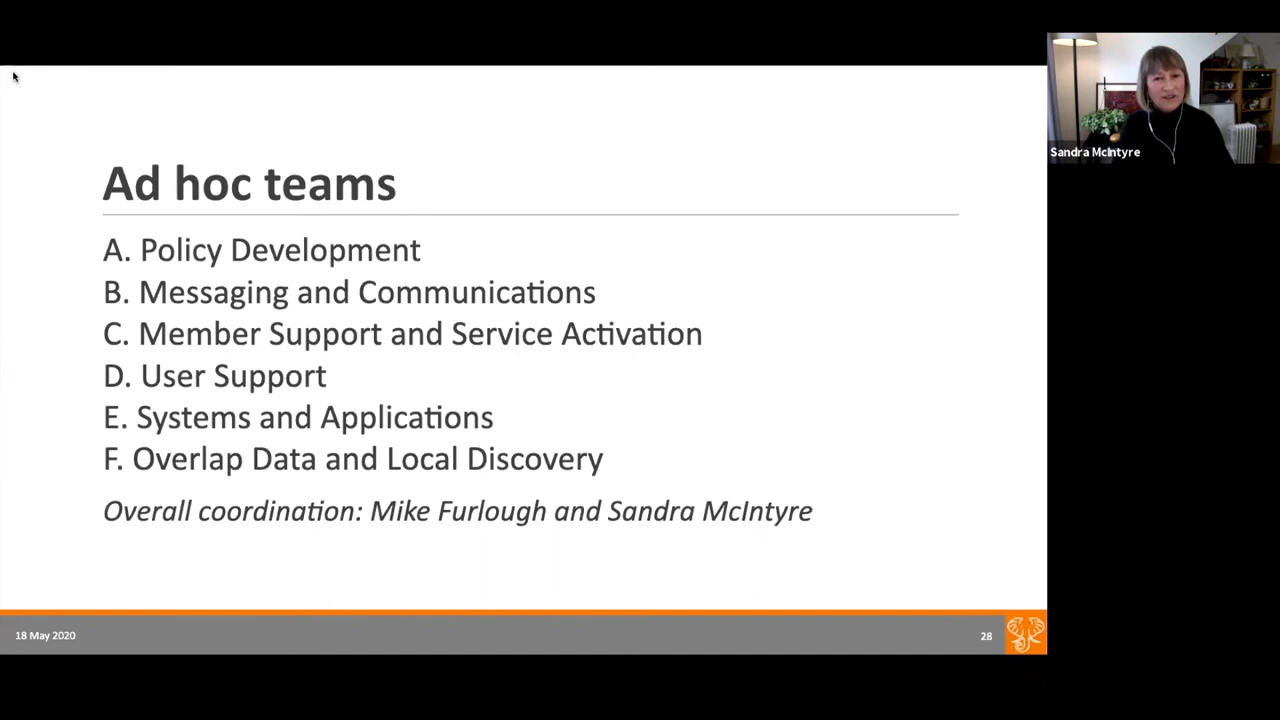 Ad hoc teams
A. Policy Development
B. Messaging and Communications
C. Member Support and Service Activation
D. User Support
E. Systems and Applications
F. Overlap Data and Local Discovery
Overall coordination: Mike Furlough and Sandra McIntyre
18 May 2020
28
Sandra McIntyre